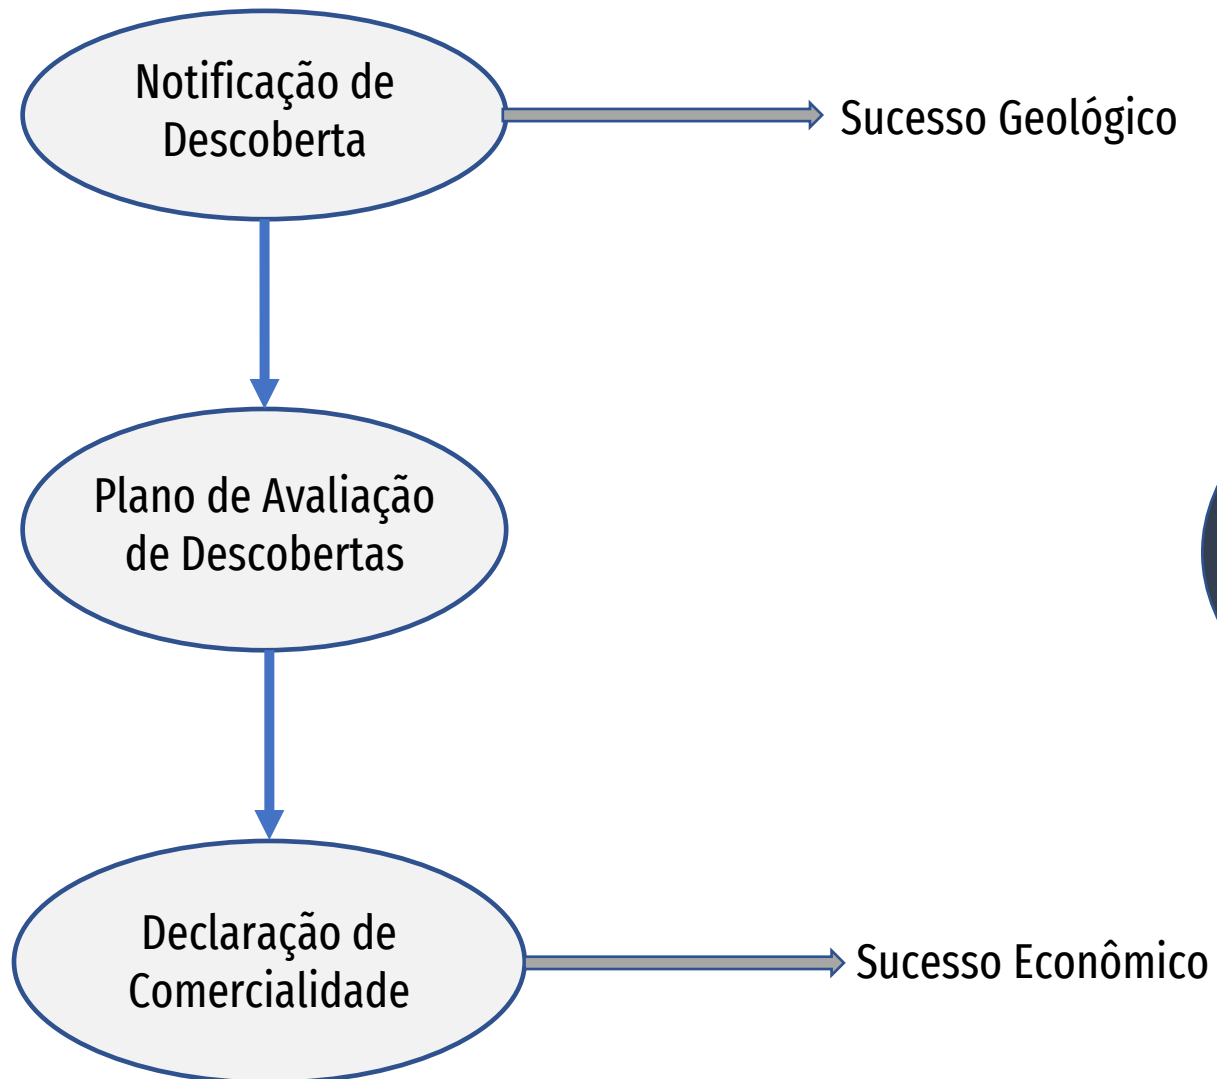 Notificação de
Descoberta
Sucesso Geológico
Plano de Avaliação
de Descobertas
Declaração de
Comercialidade
Sucesso Econômico